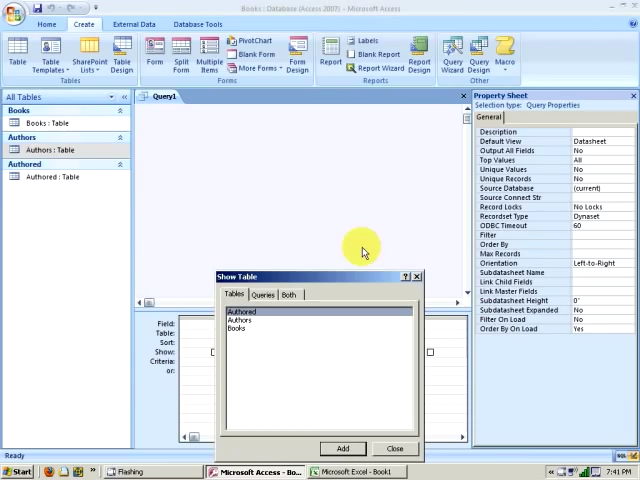 Books : Database (Access 2007) - Microsoft Access
Home Create External Data Database Tools
Table
Table Templates
SharePoint Lists
Table Design
Tables
Form
Split Form
Multiple Items
PivotChart
Blank Form
More Forms
Form Design
Forms
Report
Labels
Blank Report
Report Wizard
Report Design
Reports
Query Wizard
Query Design
Macro
Other
All Tables
Books
Books : Table
Authors
Authors : Table
Authored
Authored : Table
Query1
Show Table
Tables Queries Both
Authored
Authors
Books
Add Close
Field:
Table:
Sort:
Show:
Criteria:
or:
Property Sheet
Selection type: Query Properties
General
Description
Default View Datasheet
Output All Fields No
Top Values All
Unique Values No
Unique Records No
Source Database (current)
Source Connect Str
Record Locks No Locks
Recordset Type Dynaset
ODBC Timeout 60
Filter
Order By
Max Records
Orientation Left-to-Right
Subdatasheet Name
Link Child Fields
Link Master Fields
Subdatasheet Height 0"
Subdatasheet Expanded No
Filter On Load No
Order By On Load Yes
Ready
SQL
Start
Flashing
Microsoft Access - Bo...
Microsoft Excel - Book1
7:41 PM